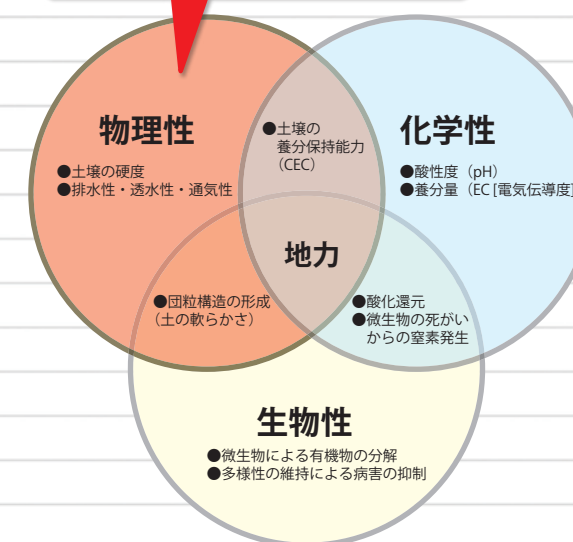 物理性
●土壌の硬度
●排水性・透水性・通気性
●土壌の
養分保持能力
（CEC）
化学性
●酸性度（pH）
●養分量（EC [電気伝導度]
地力
●団粒構造の形成
（土の軟らかさ）
●酸化還元
●微生物の死がい
からの窒素発生
生物性
●微生物による有機物の分解
●多様性の維持による病害の抑制